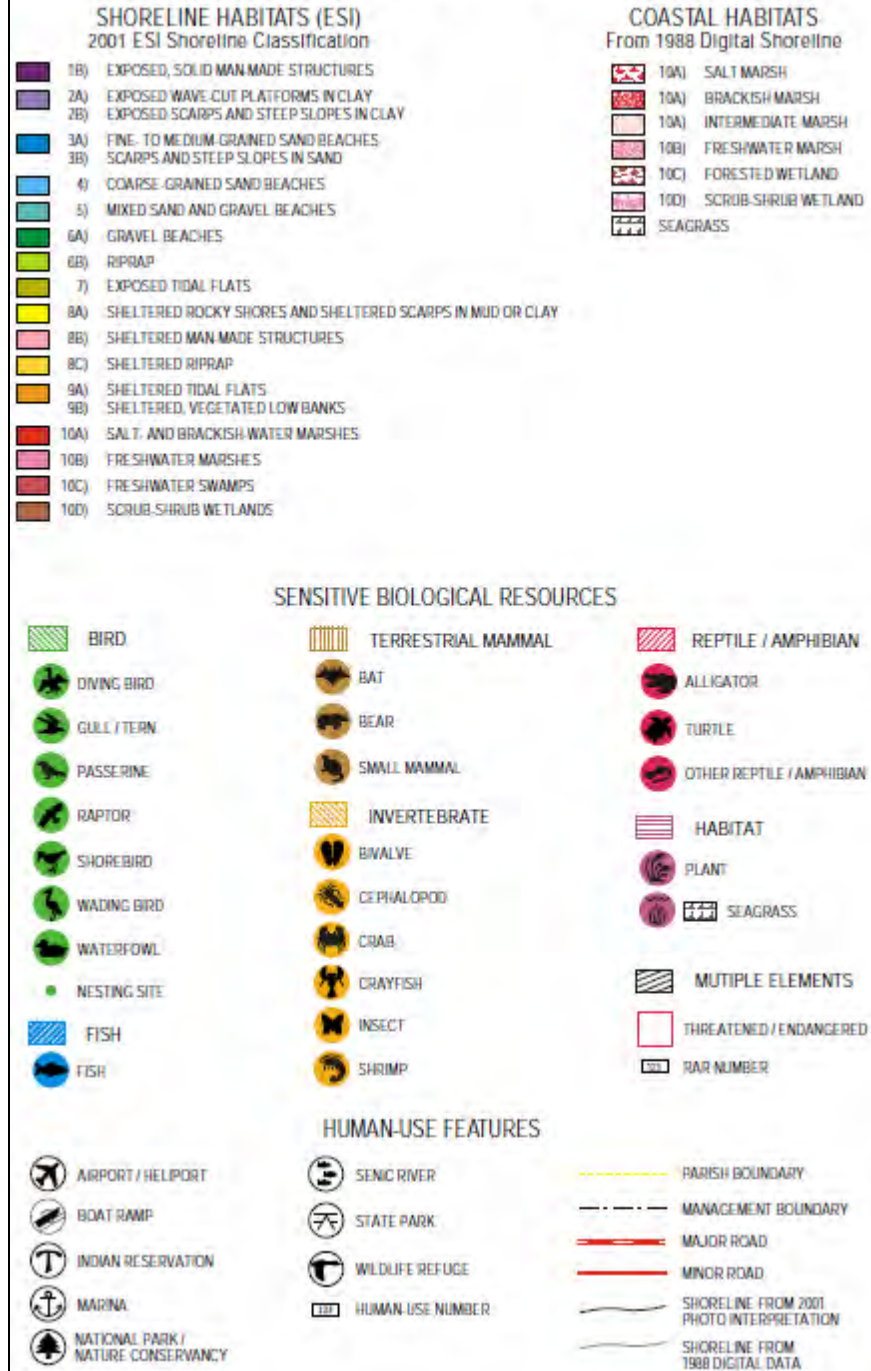 SHORELINE HABITATS (ESI)
2001 ESI Shoreline Classification
1B) EXPOSED, SOLID MAN-MADE STRUCTURES
2A) EXPOSED WAVE-CUT PLATFORMS IN CLAY
2B) EXPOSED SCARPS AND STEEP SLOPES IN CLAY
3A) FINE- TO MEDIUM-GRAINED SAND BEACHES
3B) SCARPS AND STEEP SLOPES IN SAND
4) COARSE-GRAINED SAND BEACHES
5) MIXED SAND AND GRAVEL BEACHES
6A) GRAVEL BEACHES
6B) RIPRAP
7) EXPOSED TIDAL FLATS
8A) SHELTERED ROCKY SHORES AND SHELTERED SCARPS IN MUD OR CLAY
8B) SHELTERED MAN-MADE STRUCTURES
8C) SHELTERED RIPRAP
9A) SHELTERED TIDAL FLATS
9B) SHELTERED, VEGETATED LOW BANKS
10A) SALT- AND BRACKISH-WATER MARSHES
10B) FRESHWATER MARSHES
10C) FRESHWATER SWAMPS
10D) SCRUB-SHRUB WETLANDS
COASTAL HABITATS
From 1988 Digital Shoreline
10A) SALT MARSH
10A) BRACKISH MARSH
10A) INTERMEDIATE MARSH
10B) FRESHWATER MARSH
10C) FORESTED WETLAND
10D) SCRUB-SHRUB WETLAND
SEAGRASS
SENSITIVE BIOLOGICAL RESOURCES
BIRD
DIVING BIRD
GULL / TERN
PASSERINE
RAPTOR
SHOREBIRD
WADING BIRD
WATERFOWL
NESTING SITE
FISH
FISH
TERRESTRIAL MAMMAL
BAT
BEAR
SMALL MAMMAL
INVERTEBRATE
BIVALVE
CEPHALOPOD
CRAB
CRAYFISH
INSECT
SHRIMP
REPTILE / AMPHIBIAN
ALLIGATOR
TURTLE
OTHER REPTILE / AMPHIBIAN
HABITAT
PLANT
SEAGRASS
MUTIPLE ELEMENTS
THREATENED / ENDANGERED
RAR NUMBER
HUMAN-USE FEATURES
AIRPORT / HELIPORT
BOAT RAMP
INDIAN RESERVATION
MARINA
NATIONAL PARK /
NATURE CONSERVANCY
SENIC RIVER
STATE PARK
WILDLIFE REFUGE
HUMAN-USE NUMBER
PARISH BOUNDARY
MANAGEMENT BOUNDARY
MAJOR ROAD
MINOR ROAD
SHORELINE FROM 2001
PHOTO INTERPRETATION
SHORELINE FROM
1988 DIGITAL DATA